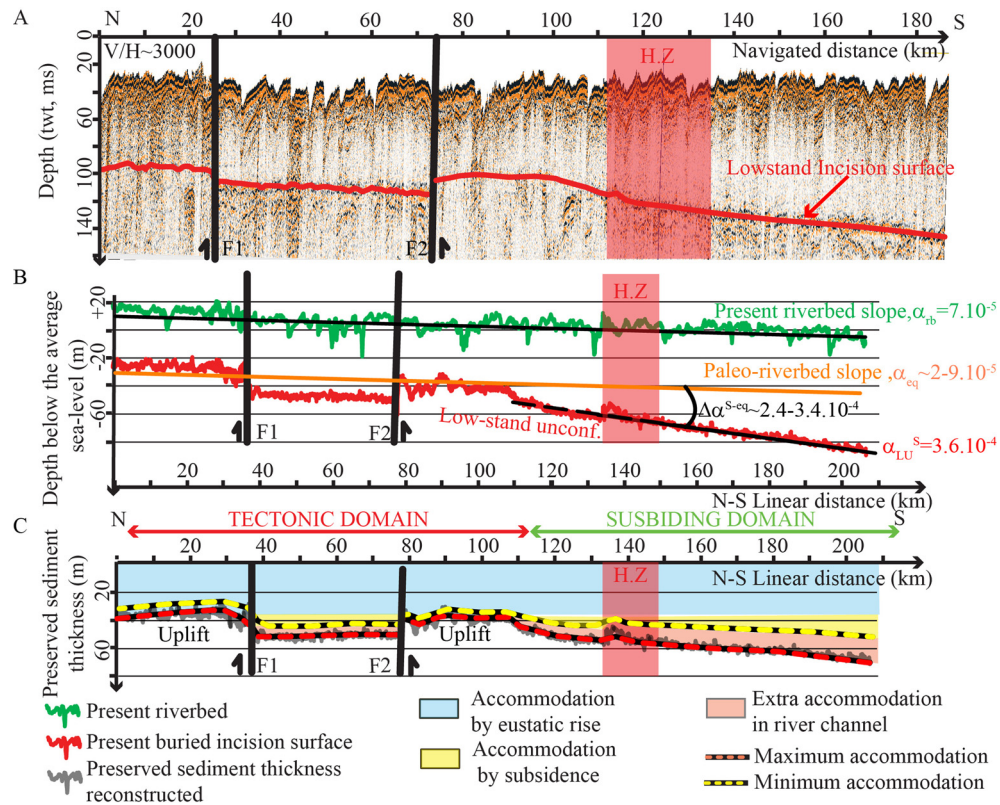 A
N
0 20 40 60 80 100 120 140 160 180
S
V/H~3000
H.Z
Navigated distance (km)
Depth (twt, ms)
0
20
60
100
140
Lowstand Incision surface
F1
F2
B
+20
-20
-60
H.Z
Present riverbed slope,αrb=7.10-5
Paleo-riverbed slope ,αeq~2-9.10-5
Δα^S-eq~2.4-3.4.10-4
Low-stand unconf.
αLU^S=3.6.10-4
F1
F2
Depth below the average
sea-level (m)
0 20 40 60 80 100 120 140 160 180 200
N-S Linear distance (km)
N
TECTONIC DOMAIN
SUSBIDING DOMAIN
S
C
0 20 40 60 80 100 120 140 160 180 200
H.Z
N-S Linear distance (km)
Preserved sediment
thickness (m)
20
60
Uplift
Uplift
F1
F2
Present riverbed
Present buried incision surface
Preserved sediment thickness
reconstructed
Accommodation
by eustatic rise
Accommodation
by subsidence
Extra accommodation
in river channel
Maximum accommodation
Minimum accommodation